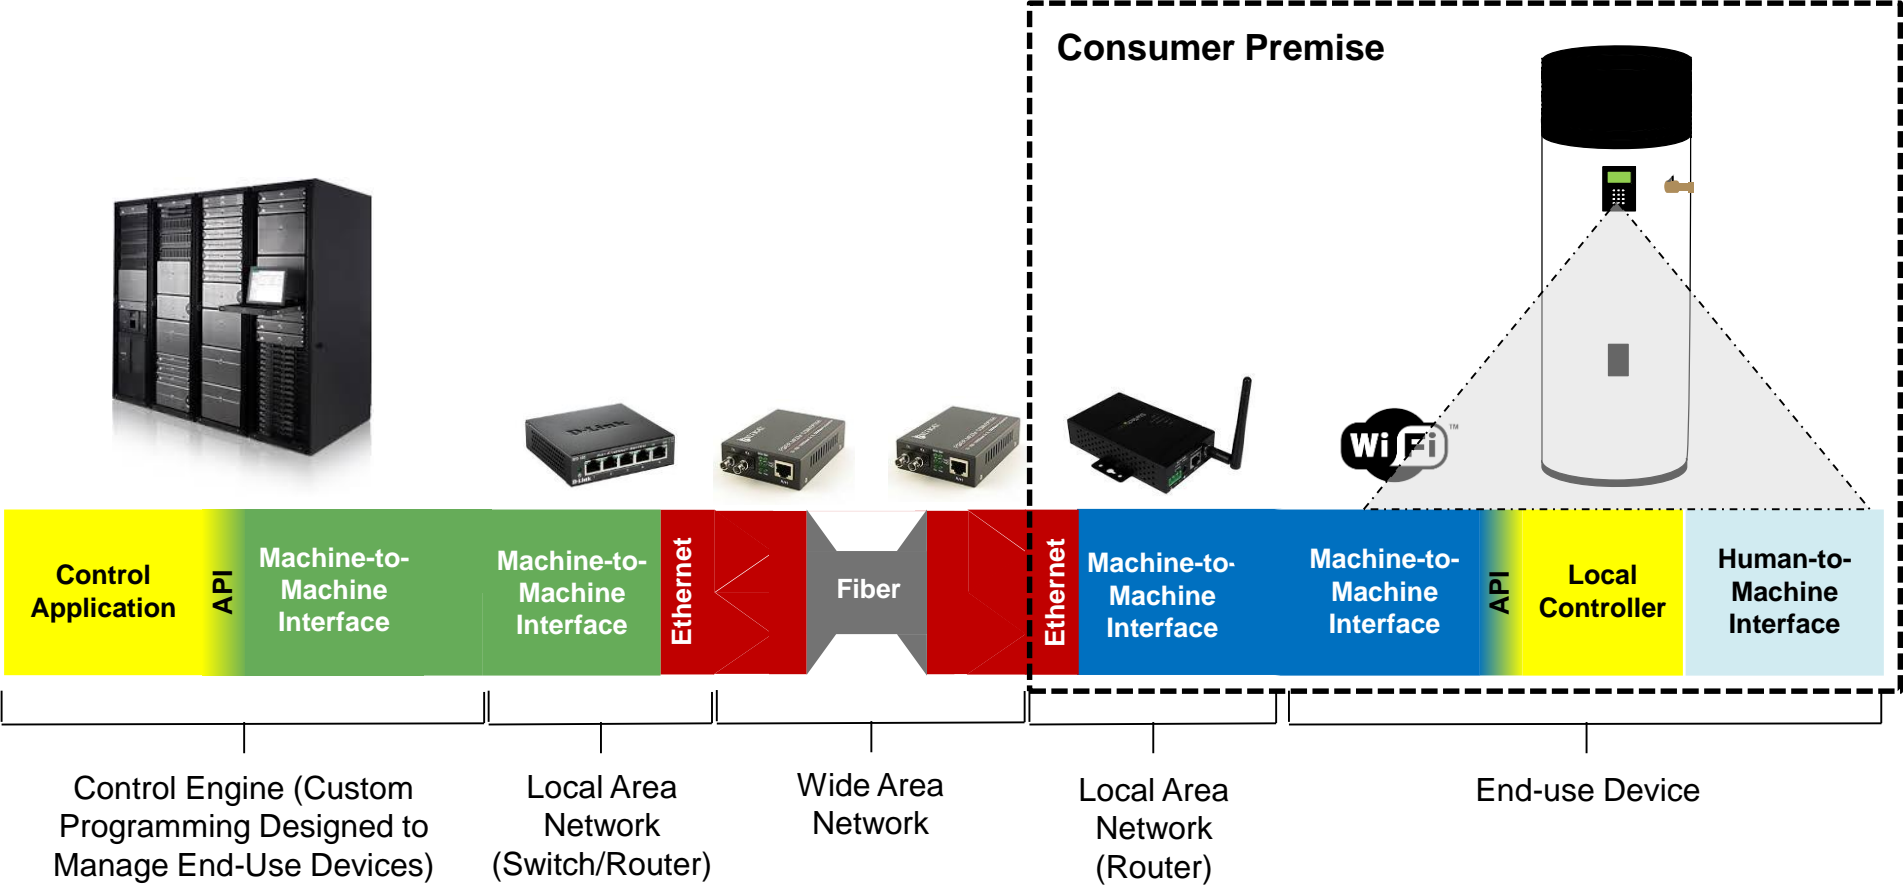 Consumer Premise
D-Link
D-Link
Wi Fi™
Control
Application
API
Machine-to-
Machine
Interface
Machine-to-
Machine
Interface
Ethernet
Fiber
Ethernet
Machine-to-
Machine
Interface
Machine-to-
Machine
Interface
API
Local
Controller
Human-to-
Machine
Interface
Control Engine (Custom
Programming Designed to
Manage End-Use Devices)
Local Area
Network
(Switch/Router)
Wide Area
Network
Local Area
Network
(Router)
End-use Device